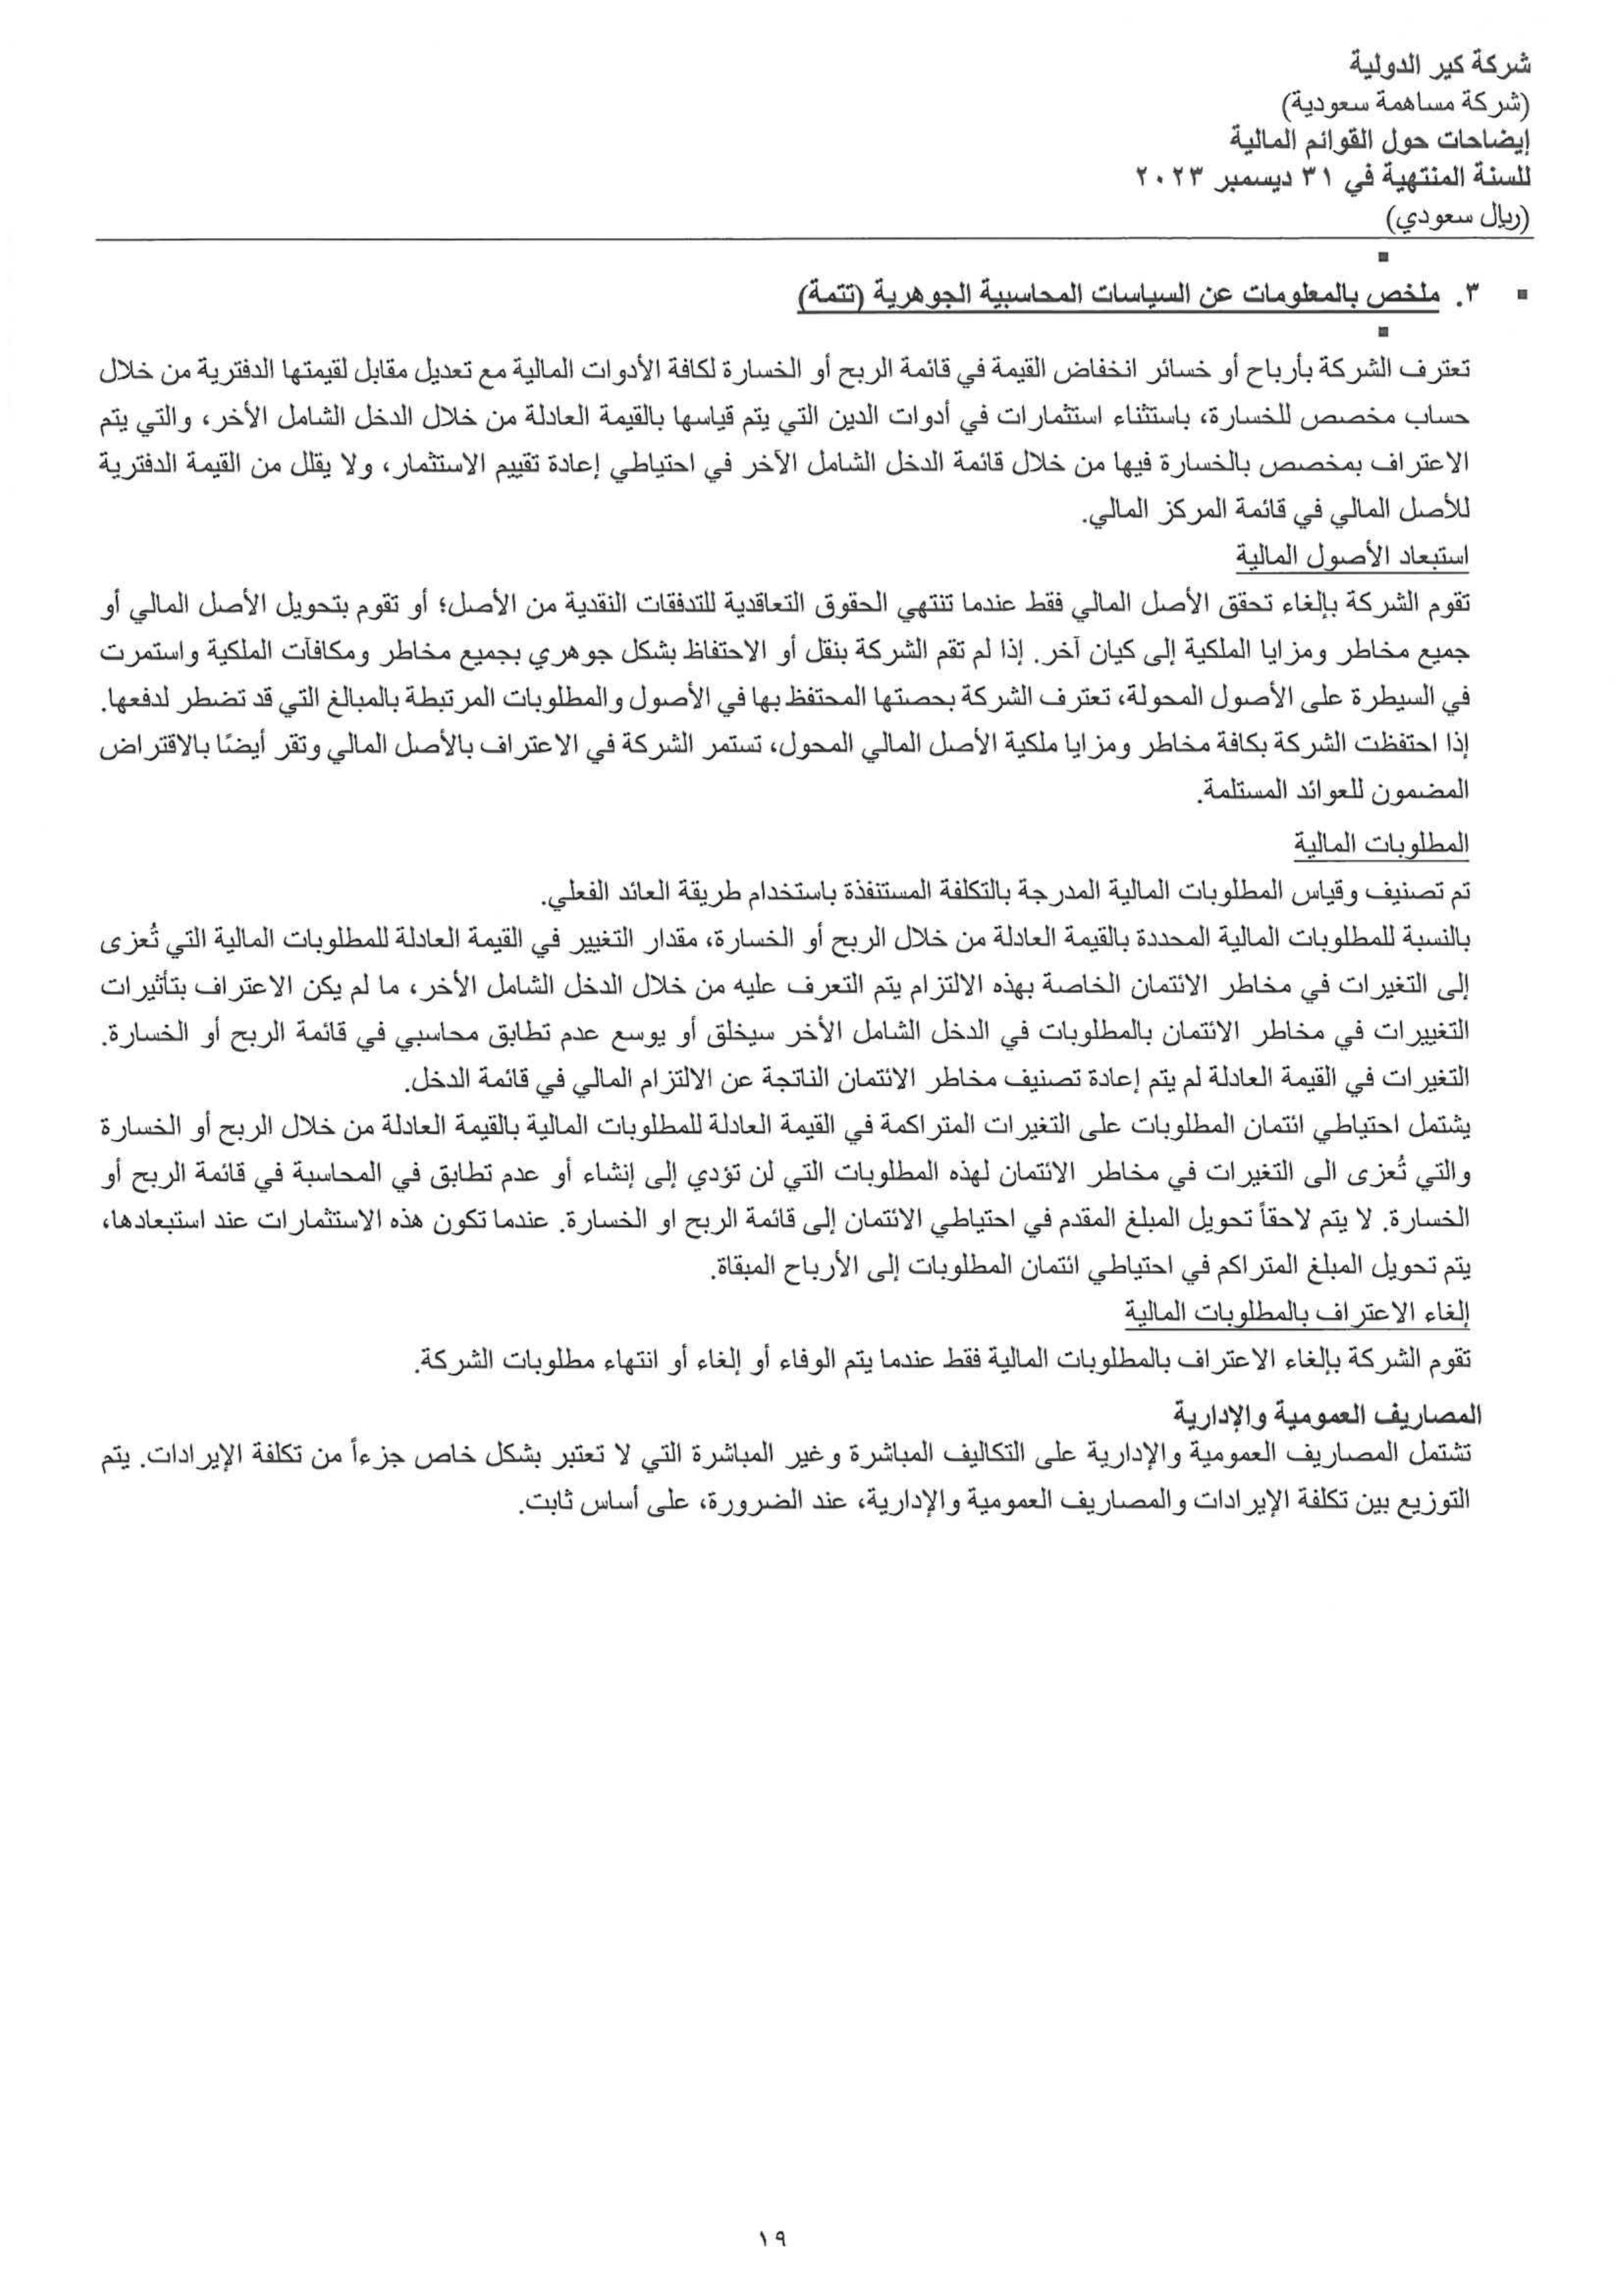 شركة كير الدولية
(شركة مساهمة سعودية)
إيضاحات حول القوائم المالية
للسنة المنتهية في ٣١ ديسمبر ٢٠٢٣
(ريال سعودي)
٣. ملخص بالمعلومات عن السياسات المحاسبية الجوهرية (تتمة)
تعترف الشركة بأرباح أو خسائر انخفاض القيمة في قائمة الربح أو الخسارة لكافة الأدوات المالية مع تعديل مقابل لقيمتها الدفترية من خلال
حساب مخصص للخسارة، باستثناء استثمارات في أدوات الدين التي يتم قياسها بالقيمة العادلة من خلال الدخل الشامل الأخر، والتي يتم
الاعتراف بمخصص بالخسارة فيها من خلال قائمة الدخل الشامل الآخر في احتياطي إعادة تقييم الاستثمار، ولا يقلل من القيمة الدفترية
للأصل المالي في قائمة المركز المالي.
استبعاد الأصول المالية
تقوم الشركة بإلغاء تحقق الأصل المالي فقط عندما تنتهي الحقوق التعاقدية للتدفقات النقدية من الأصل؛ أو تقوم بتحويل الأصل المالي أو
جميع مخاطر ومزايا الملكية إلى كيان آخر. إذا لم تقم الشركة بنقل أو الاحتفاظ بشكل جوهري بجميع مخاطر ومكافآت الملكية واستمرت
في السيطرة على الأصول المحولة، تعترف الشركة بحصتها المحتفظ بها في الأصول والمطلوبات المرتبطة بالمبالغ التي قد تضطر لدفعها.
إذا احتفظت الشركة بكافة مخاطر ومزايا ملكية الأصل المالي المحول، تستمر الشركة في الاعتراف بالأصل المالي وتقر أيضًا بالاقتراض
المضمون للعوائد المستلمة.
المطلوبات المالية
تم تصنيف وقياس المطلوبات المالية المدرجة بالتكلفة المستنفذة باستخدام طريقة العائد الفعلي.
بالنسبة للمطلوبات المالية المحددة بالقيمة العادلة من خلال الربح أو الخسارة، مقدار التغيير في القيمة العادلة للمطلوبات المالية التي تُعزى
إلى التغيرات في مخاطر الائتمان الخاصة بهذه الالتزام يتم التعرف عليه من خلال الدخل الشامل الأخر، ما لم يكن الاعتراف بتأثيرات
التغييرات في مخاطر الائتمان بالمطلوبات في الدخل الشامل الأخر سيخلق أو يوسع عدم تطابق محاسبي في قائمة الربح أو الخسارة.
التغيرات في القيمة العادلة لم يتم إعادة تصنيف مخاطر الائتمان الناتجة عن الالتزام المالي في قائمة الدخل.
يشتمل احتياطي ائتمان المطلوبات على التغيرات المتراكمة في القيمة العادلة للمطلوبات المالية بالقيمة العادلة من خلال الربح أو الخسارة
والتي تُعزى الى التغيرات في مخاطر الائتمان لهذه المطلوبات التي لن تؤدي إلى إنشاء أو عدم تطابق في المحاسبة في قائمة الربح أو
الخسارة. لا يتم لاحقاً تحويل المبلغ المقدم في احتياطي الائتمان إلى قائمة الربح او الخسارة. عندما تكون هذه الاستثمارات عند استبعادها،
يتم تحويل المبلغ المتراكم في احتياطي ائتمان المطلوبات إلى الأرباح المبقاة.
إلغاء الاعتراف بالمطلوبات المالية
تقوم الشركة بإلغاء الاعتراف بالمطلوبات المالية فقط عندما يتم الوفاء أو إلغاء أو انتهاء مطلوبات الشركة.
المصاريف العمومية والإدارية
تشتمل المصاريف العمومية والإدارية على التكاليف المباشرة وغير المباشرة التي لا تعتبر بشكل خاص جزءاً من تكلفة الإيرادات. يتم
التوزيع بين تكلفة الإيرادات والمصاريف العمومية والإدارية، عند الضرورة، على أساس ثابت.
١٩